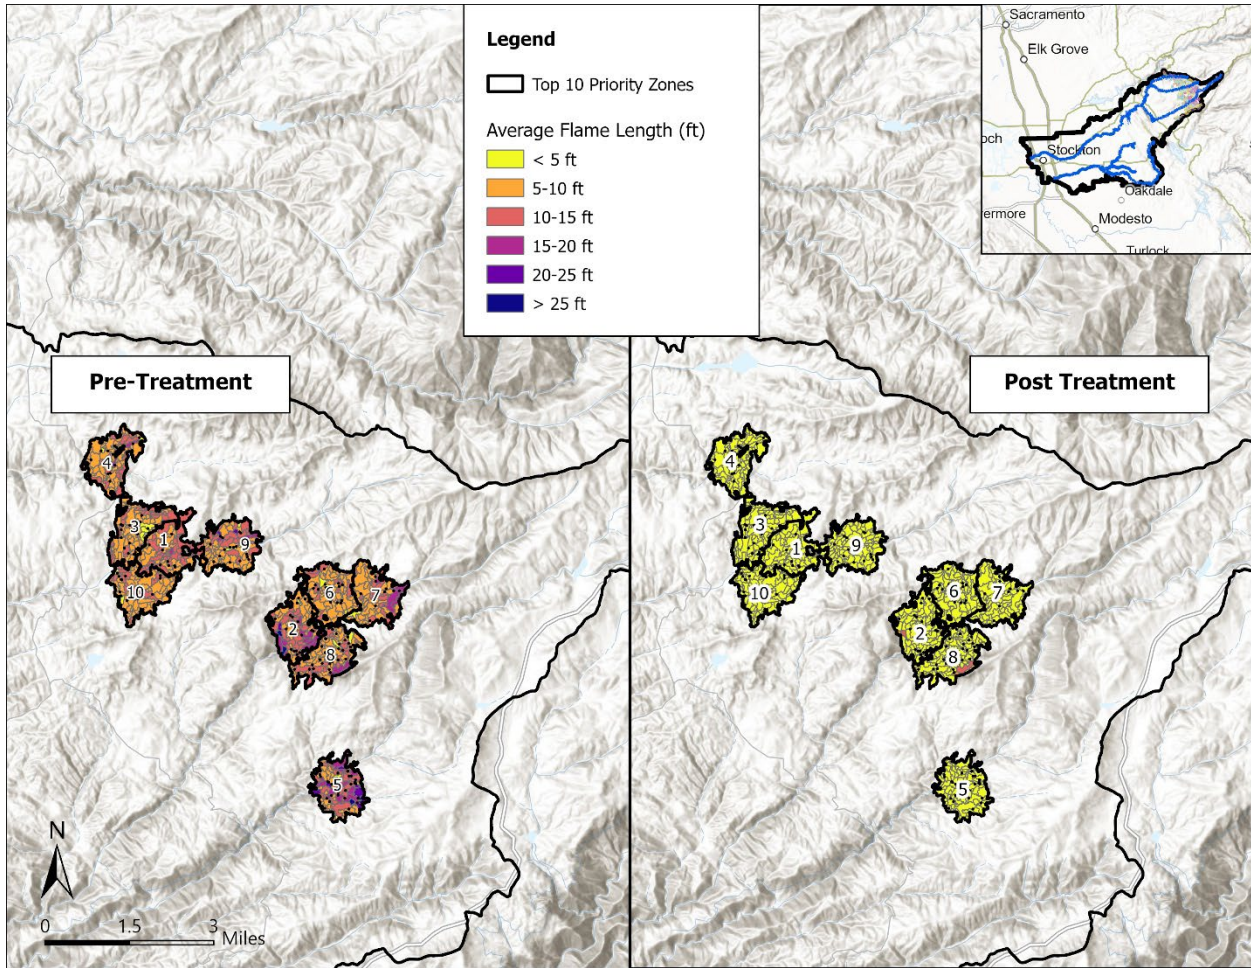 Legend
Top 10 Priority Zones
Average Flame Length (ft)
< 5 ft
5-10 ft
10-15 ft
15-20 ft
20-25 ft
> 25 ft
Sacramento
Elk Grove
och
Stockton
Oakdale
ermore
Modesto
Turlock
Pre-Treatment
4
3
1
9
10
6
7
2
8
5
N
0 1.5 3
Miles
Post Treatment
4
3
1
9
10
6
7
2
8
5